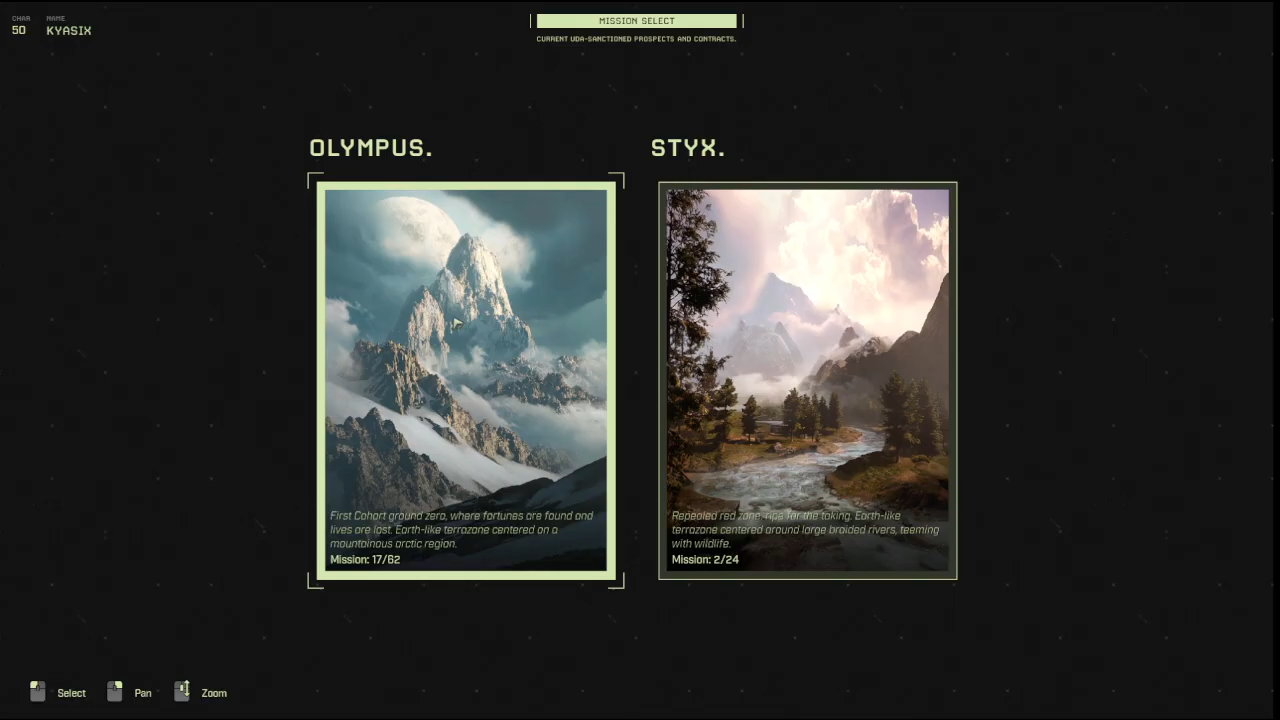 CHAR NAME
50 KYASIX
MISSION SELECT
CURRENT UDA-SANCTIONED PROSPECTS AND CONTRACTS.
OLYMPUS.
First Cohort ground zero, where fortunes are found and
lives are lost. Earth-like terrazone centered on a
mountainous arctic region.
Mission: 17/62
STYX.
Repealed red zone, ripe for the taking. Earth-like
terrazone centered around large braided rivers, teeming
with wildlife.
Mission: 2/24
Select Pan Zoom